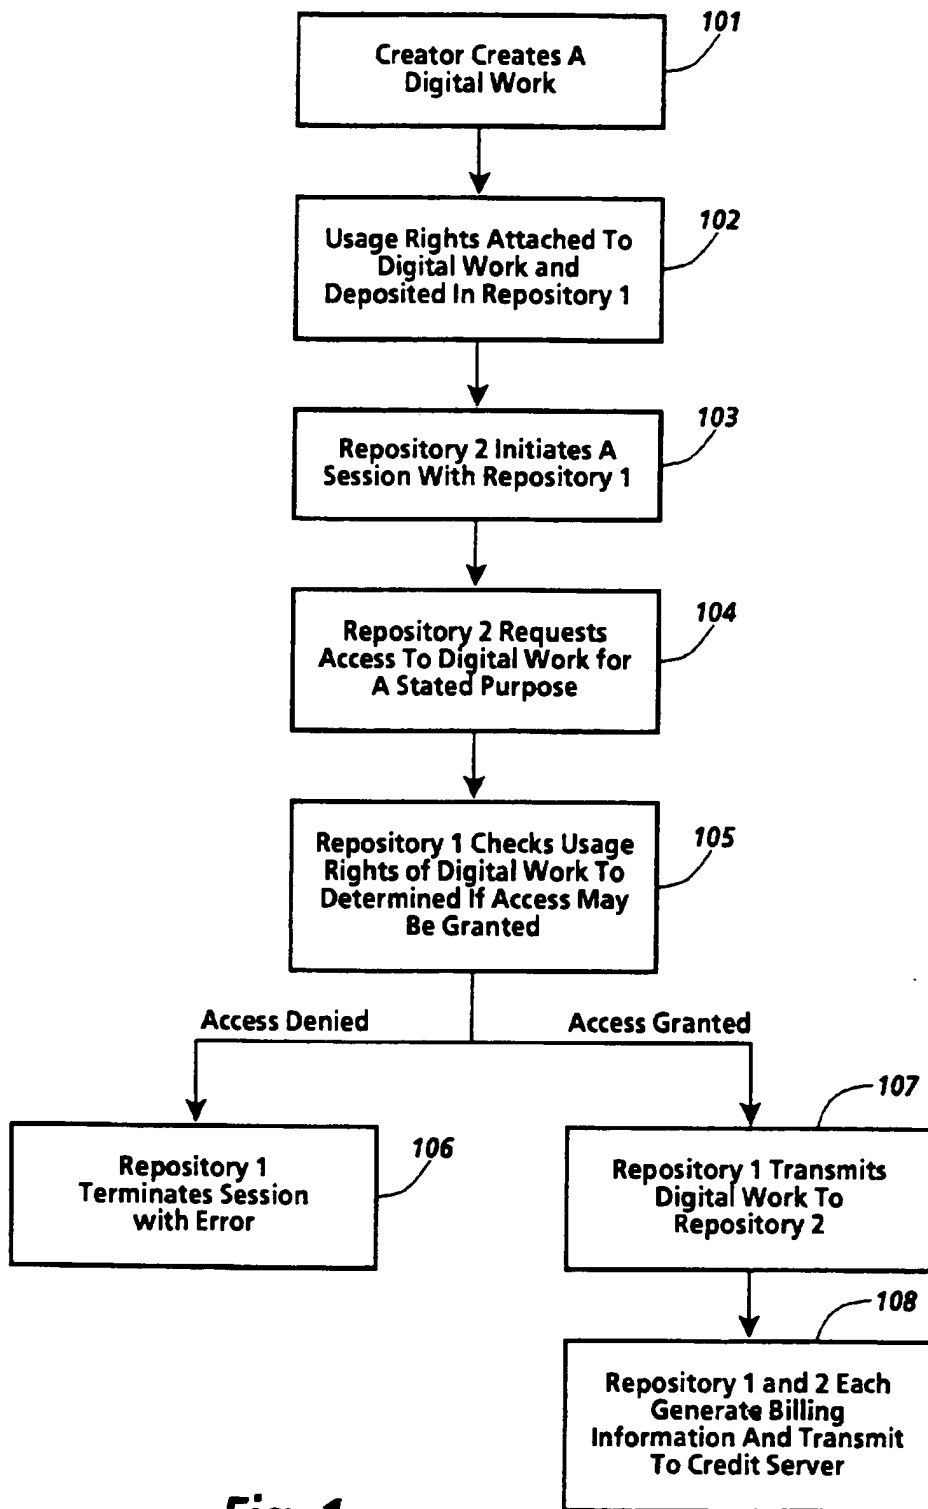 101
Creator Creates A
Digital Work
102
Usage Rights Attached To
Digital Work and
Deposited In Repository 1
103
Repository 2 Initiates A
Session With Repository 1
104
Repository 2 Requests
Access To Digital Work for
A Stated Purpose
105
Repository 1 Checks Usage
Rights of Digital Work To
Determined If Access May
Be Granted
Access Denied
Access Granted
106
Repository 1
Terminates Session
with Error
107
Repository 1 Transmits
Digital Work To
Repository 2
108
Repository 1 and 2 Each
Generate Billing
Information And Transmit
To Credit Server
Fig. 1